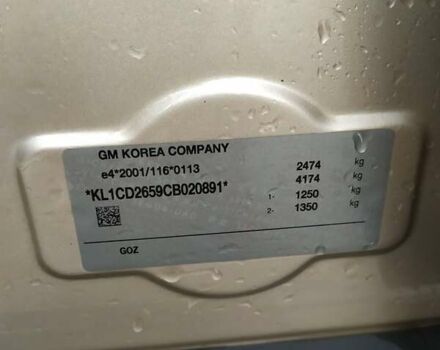 GM KOREA COMPANY
e4*2001/116*0113 2474 kg
*KL1CD2659CB020891* 4174 kg
1- 1250 kg
2- 1350 kg
GOZ